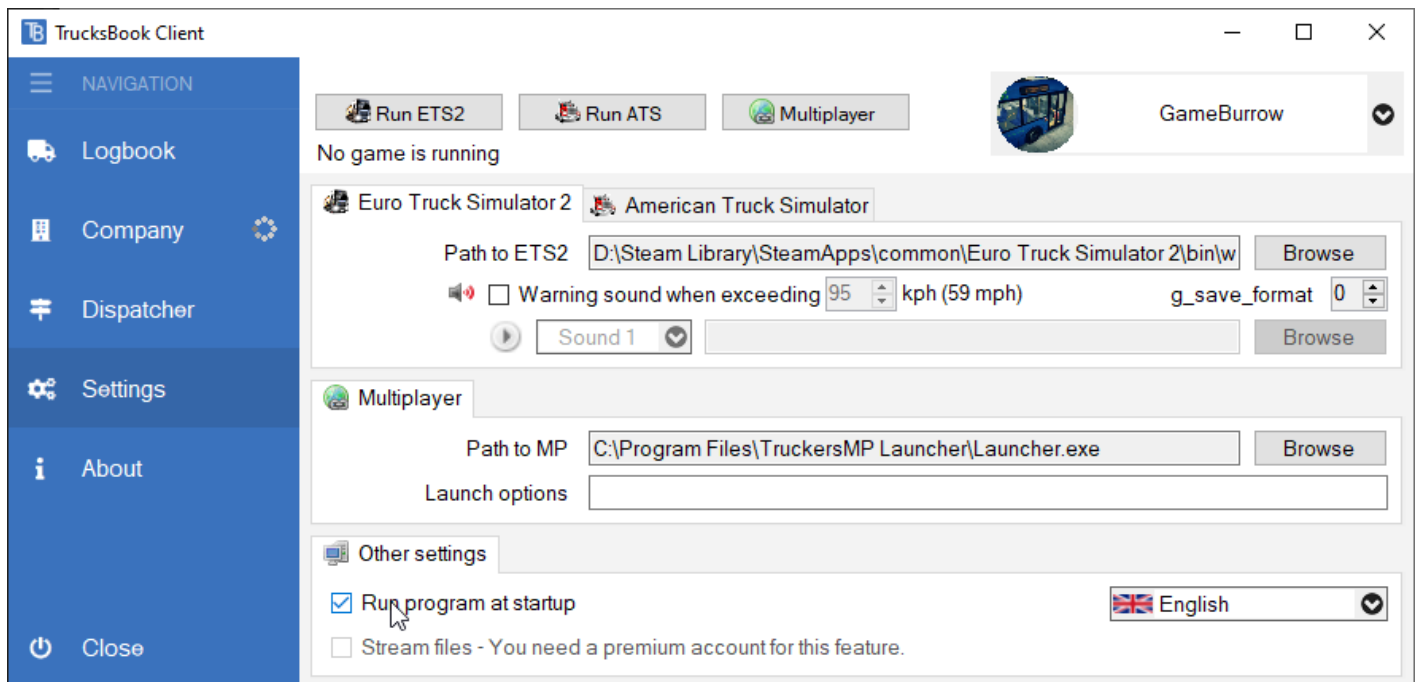 TB TrucksBook Client
NAVIGATION
Logbook
Company
Dispatcher
Settings
About
Close
Run ETS2 Run ATS Multiplayer
GameBurrow
No game is running
Euro Truck Simulator 2 American Truck Simulator
Path to ETS2 D:\Steam Library\SteamApps\common\Euro Truck Simulator 2\bin\w Browse
Warning sound when exceeding 95 kph (59 mph) g_save_format 0
Sound 1 Browse
Multiplayer
Path to MP C:\Program Files\TruckersMP Launcher\Launcher.exe Browse
Launch options
Other settings
Run program at startup English
Stream files - You need a premium account for this feature.